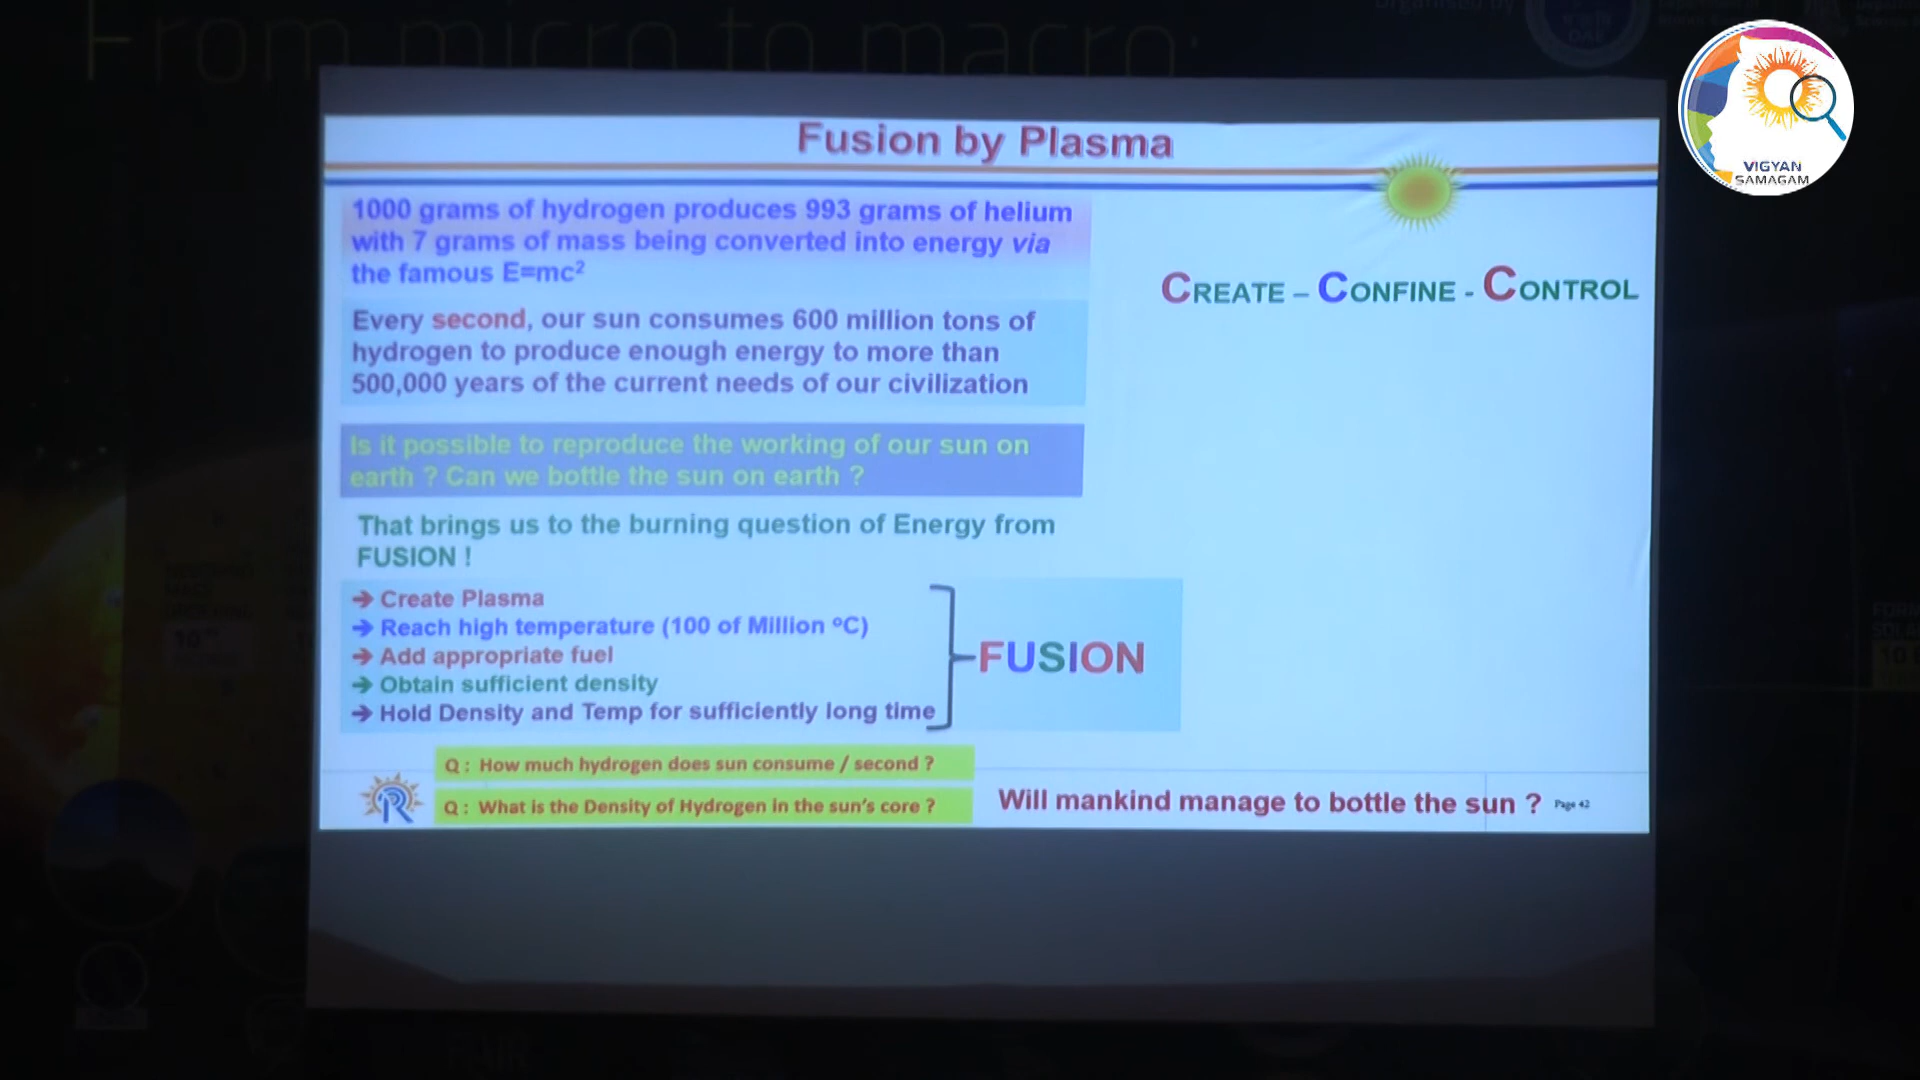 From micro to macro:
Organised by
VIGYAN
SAMAGAM
Fusion by Plasma
1000 grams of hydrogen produces 993 grams of helium
with 7 grams of mass being converted into energy via
the famous E=mc²
CREATE – CONFINE - CONTROL
Every second, our sun consumes 600 million tons of
hydrogen to produce enough energy to more than
500,000 years of the current needs of our civilization
Is it possible to reproduce the working of our sun on
earth ? Can we bottle the sun on earth ?
That brings us to the burning question of Energy from
FUSION !
➔ Create Plasma
➔ Reach high temperature (100 of Million ºC)
➔ Add appropriate fuel
➔ Obtain sufficient density
➔ Hold Density and Temp for sufficiently long time
FUSION
Q : How much hydrogen does sun consume / second ?
Q : What is the Density of Hydrogen in the sun's core ?
Will mankind manage to bottle the sun ?
Page 42